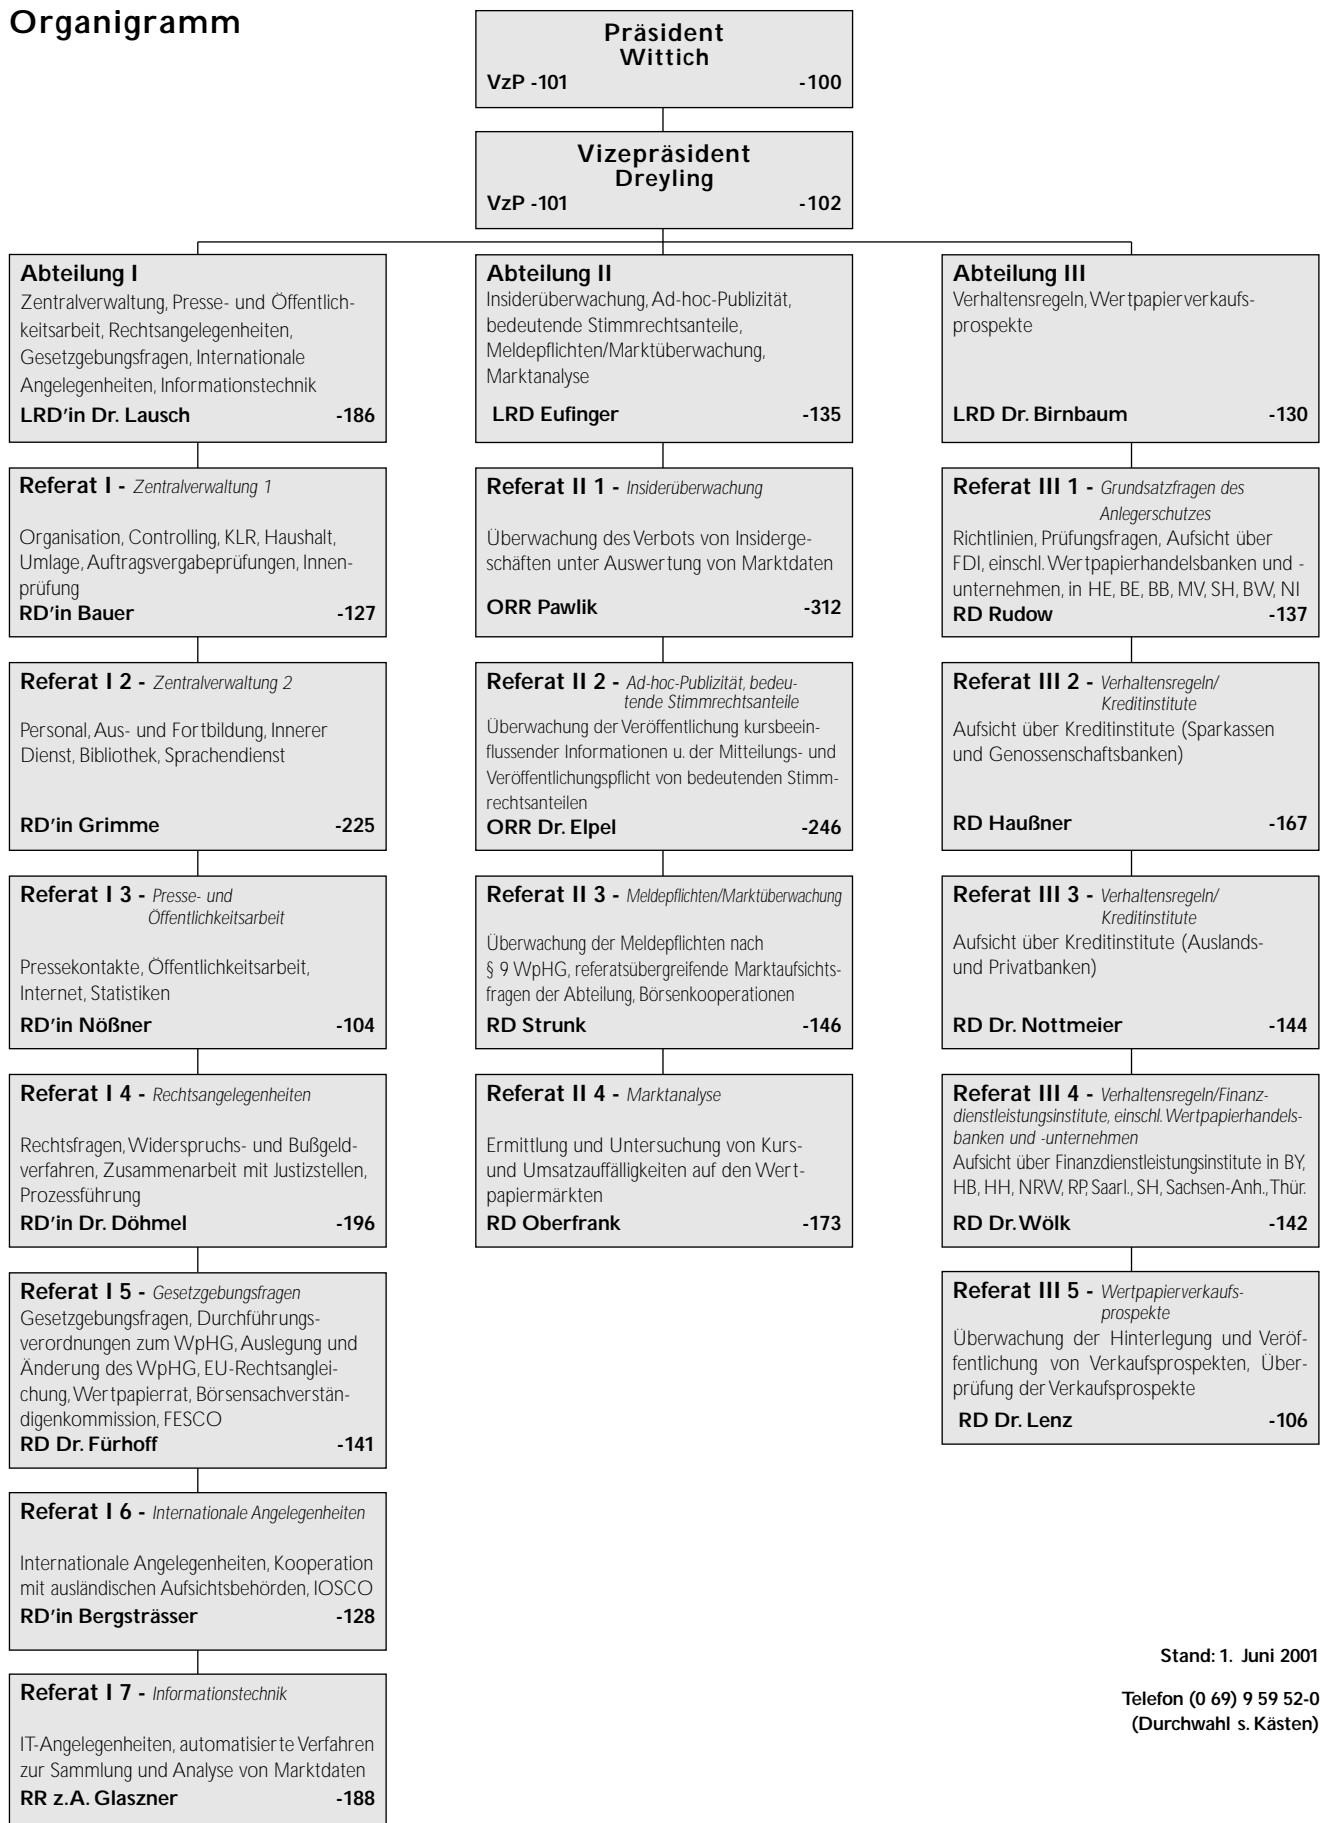 Organigramm
Präsident
Wittich
VzP -101 -100
Vizepräsident
Dreyling
VzP -101 -102
Abteilung I
Zentralverwaltung, Presse- und Öffentlich-
keitsarbeit, Rechtsangelegenheiten,
Gesetzgebungsfragen, Internationale
Angelegenheiten, Informationstechnik
LRD'in Dr. Lausch -186
Referat I - Zentralverwaltung 1
Organisation, Controlling, KLR, Haushalt,
Umlage, Auftragsvergabeprüfungen, Innen-
prüfung
RD'in Bauer -127
Referat I 2 - Zentralverwaltung 2
Personal, Aus- und Fortbildung, Innerer
Dienst, Bibliothek, Sprachendienst
RD'in Grimme -225
Referat I 3 - Presse- und
Öffentlichkeitsarbeit
Pressekontakte, Öffentlichkeitsarbeit,
Internet, Statistiken
RD'in Nößner -104
Referat I 4 - Rechtsangelegenheiten
Rechtsfragen, Widerspruchs- und Bußgeld-
verfahren, Zusammenarbeit mit Justizstellen,
Prozessführung
RD'in Dr. Döhmel -196
Referat I 5 - Gesetzgebungsfragen
Gesetzgebungsfragen, Durchführungs-
verordnungen zum WpHG, Auslegung und
Änderung des WpHG, EU-Rechtsanglei-
chung, Wertpapierrat, Börsensachverstän-
digenkommission, FESCO
RD Dr. Fürhoff -141
Referat I 6 - Internationale Angelegenheiten
Internationale Angelegenheiten, Kooperation
mit ausländischen Aufsichtsbehörden, IOSCO
RD'in Bergsträsser -128
Referat I 7 - Informationstechnik
IT-Angelegenheiten, automatisierte Verfahren
zur Sammlung und Analyse von Marktdaten
RR z.A. Glaszner -188
Abteilung II
Insiderüberwachung, Ad-hoc-Publizität,
bedeutende Stimmrechtsanteile,
Meldepflichten/Marktüberwachung,
Marktanalyse
LRD Eufinger -135
Referat II 1 - Insiderüberwachung
Überwachung des Verbots von Insiderge-
schäften unter Auswertung von Marktdaten
ORR Pawlik -312
Referat II 2 - Ad-hoc-Publizität, bedeu-
tende Stimmrechtsanteile
Überwachung der Veröffentlichung kursbeein-
flussender Informationen u. der Mitteilungs- und
Veröffentlichungspflicht von bedeutenden Stimm-
rechtsanteilen
ORR Dr. Elpel -246
Referat II 3 - Meldepflichten/Marktüberwachung
Überwachung der Meldepflichten nach
§ 9 WpHG, referatsübergreifende Marktaufsichts-
fragen der Abteilung, Börsenkooperationen
RD Strunk -146
Referat II 4 - Marktanalyse
Ermittlung und Untersuchung von Kurs-
und Umsatzauffälligkeiten auf den Wert-
papiermärkten
RD Oberfrank -173
Abteilung III
Verhaltensregeln, Wertpapierverkaufs-
prospekte
LRD Dr. Birnbaum -130
Referat III 1 - Grundsatzfragen des
Anlegerschutzes
Richtlinien, Prüfungsfragen, Aufsicht über
FDI, einschl. Wertpapierhandelsbanken und -
unternehmen, in HE, BE, BB, MV, SH, BW, NI
RD Rudow -137
Referat III 2 - Verhaltensregeln/
Kreditinstitute
Aufsicht über Kreditinstitute (Sparkassen
und Genossenschaftsbanken)
RD Haußner -167
Referat III 3 - Verhaltensregeln/
Kreditinstitute
Aufsicht über Kreditinstitute (Auslands-
und Privatbanken)
RD Dr. Nottmeier -144
Referat III 4 - Verhaltensregeln/Finanz-
dienstleistungsinstitute, einschl. Wertpapierhandels-
banken und -unternehmen
Aufsicht über Finanzdienstleistungsinstitute in BY,
HB, HH, NRW, RP, Saarl., SH, Sachsen-Anh., Thür.
RD Dr. Wölk -142
Referat III 5 - Wertpapierverkaufs-
prospekte
Überwachung der Hinterlegung und Veröf-
fentlichung von Verkaufsprospekten, Über-
prüfung der Verkaufsprospekte
RD Dr. Lenz -106
Stand: 1. Juni 2001
Telefon (0 69) 9 59 52-0
(Durchwahl s. Kästen)